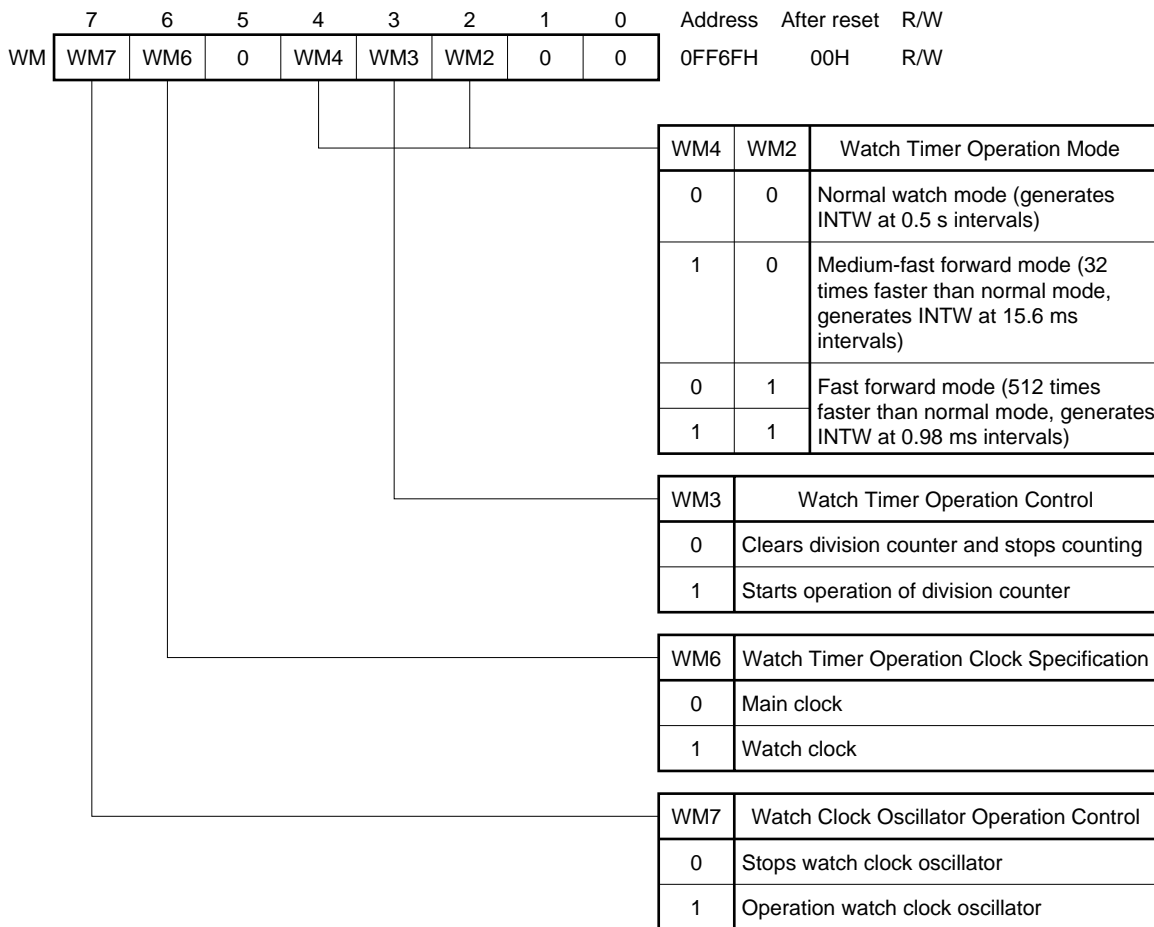 7 6 5 4 3 2 1 0 Address After reset R/W
WM WM7 WM6 0 WM4 WM3 WM2 0 0 0FF6FH 00H R/W
WM4 WM2 Watch Timer Operation Mode
0 0 Normal watch mode (generates
INTW at 0.5 s intervals)
1 0 Medium-fast forward mode (32
times faster than normal mode,
generates INTW at 15.6 ms
intervals)
0 1 Fast forward mode (512 times
faster than normal mode, generates
1 1 INTW at 0.98 ms intervals)
WM3 Watch Timer Operation Control
0 Clears division counter and stops counting
1 Starts operation of division counter
WM6 Watch Timer Operation Clock Specification
0 Main clock
1 Watch clock
WM7 Watch Clock Oscillator Operation Control
0 Stops watch clock oscillator
1 Operation watch clock oscillator